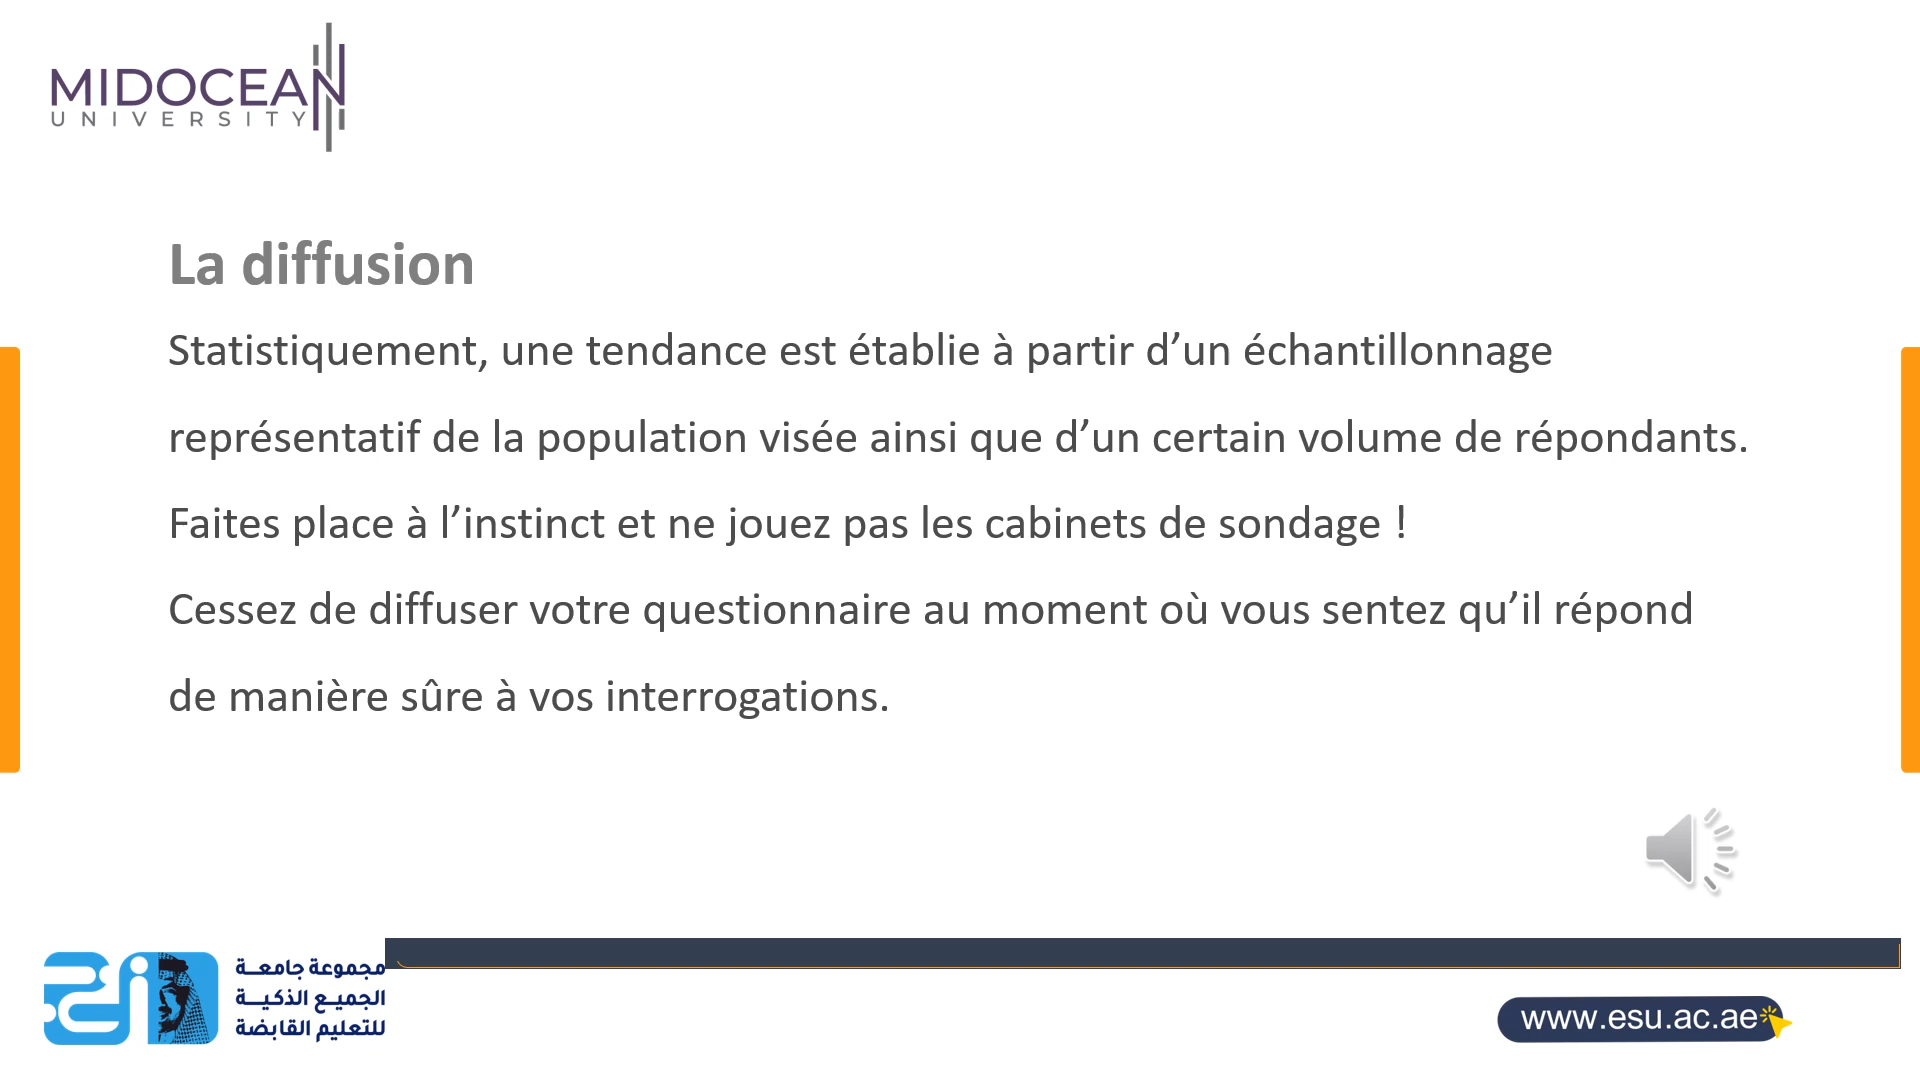 MIDOCEAN
UNIVERSITY
La diffusion
Statistiquement, une tendance est établie à partir d’un échantillonnage
représentatif de la population visée ainsi que d’un certain volume de répondants.
Faites place à l’instinct et ne jouez pas les cabinets de sondage !
Cessez de diffuser votre questionnaire au moment où vous sentez qu’il répond
de manière sûre à vos interrogations.
مجموعة جامعة
الجميع الذكية
للتعليم القابضة
www.esu.ac.ae